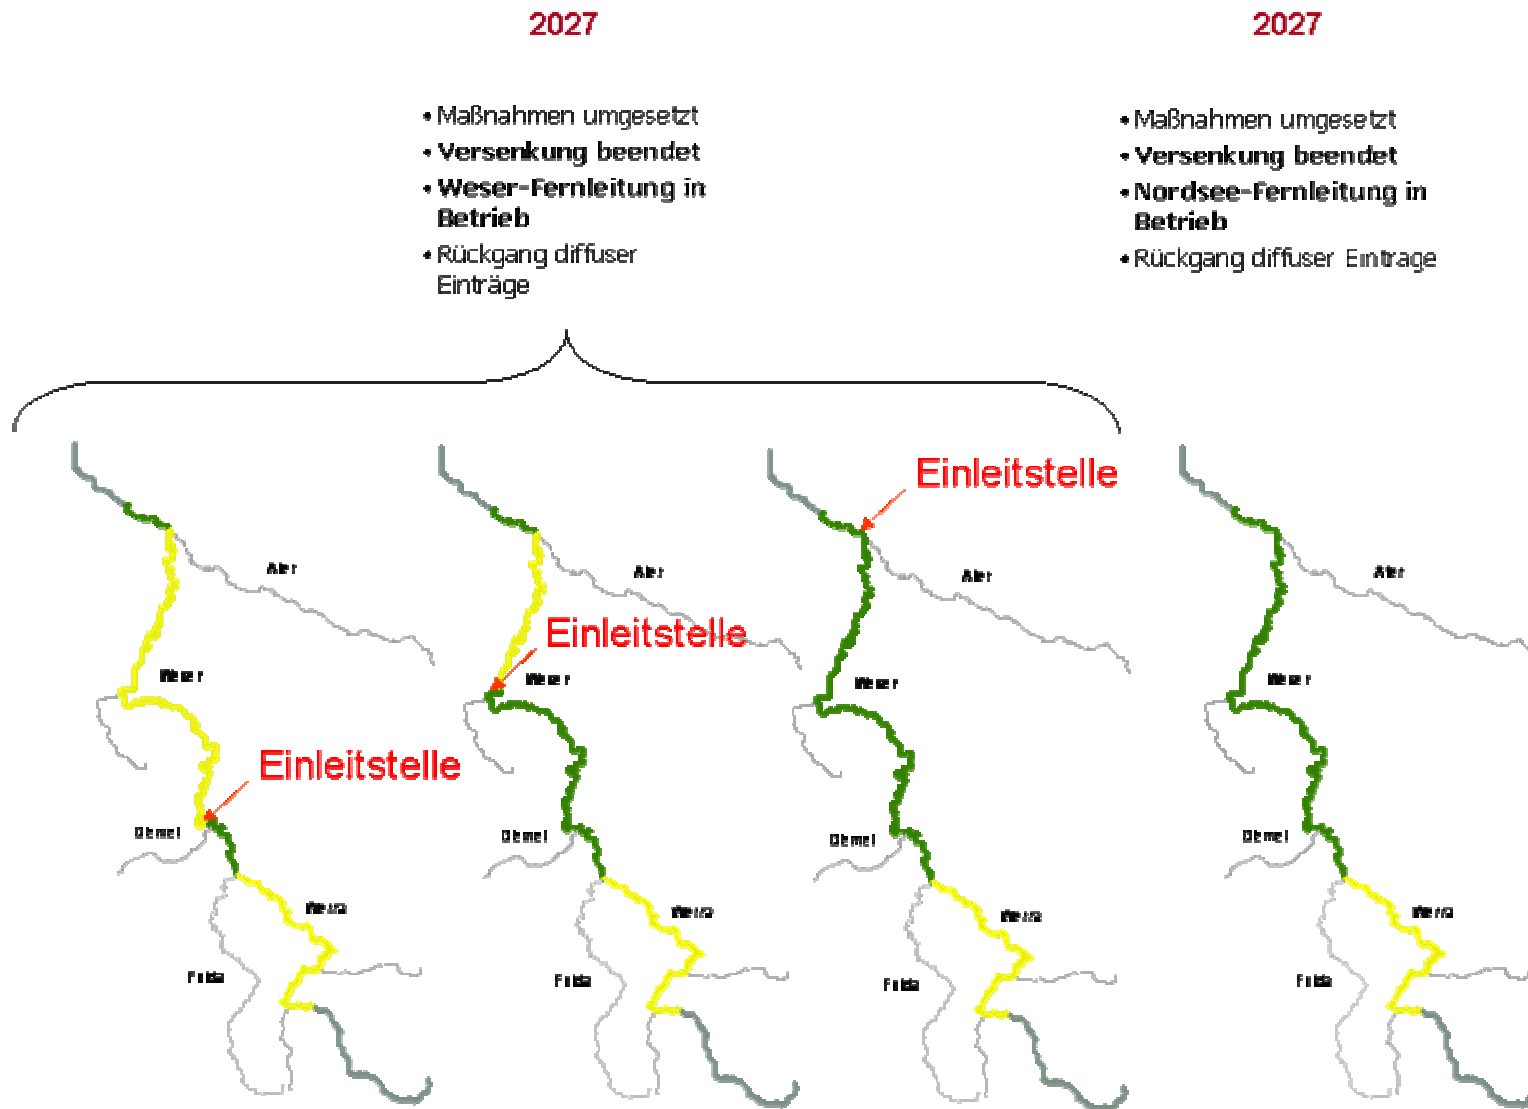 2027
• Maßnahmen umgesetzt
• Versenkung beendet
• Weser-Fernleitung in
Betrieb
• Rückgang diffuser
Einträge
2027
• Maßnahmen umgesetzt
• Versenkung beendet
• Nordsee-Fernleitung in
Betrieb
• Rückgang diffuser Eintrage
Einleitstelle
Aller
Weser
Diemel
Werra
Fulda
Einleitstelle
Aller
Weser
Diemel
Werra
Fulda
Einleitstelle
Aller
Weser
Diemel
Werra
Fulda
Aller
Weser
Diemel
Werra
Fulda